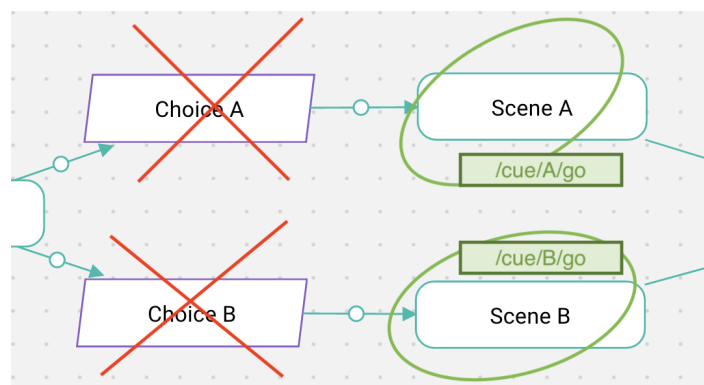 Choice A
Scene A
/cue/A/go
/cue/B/go
Choice B
Scene B